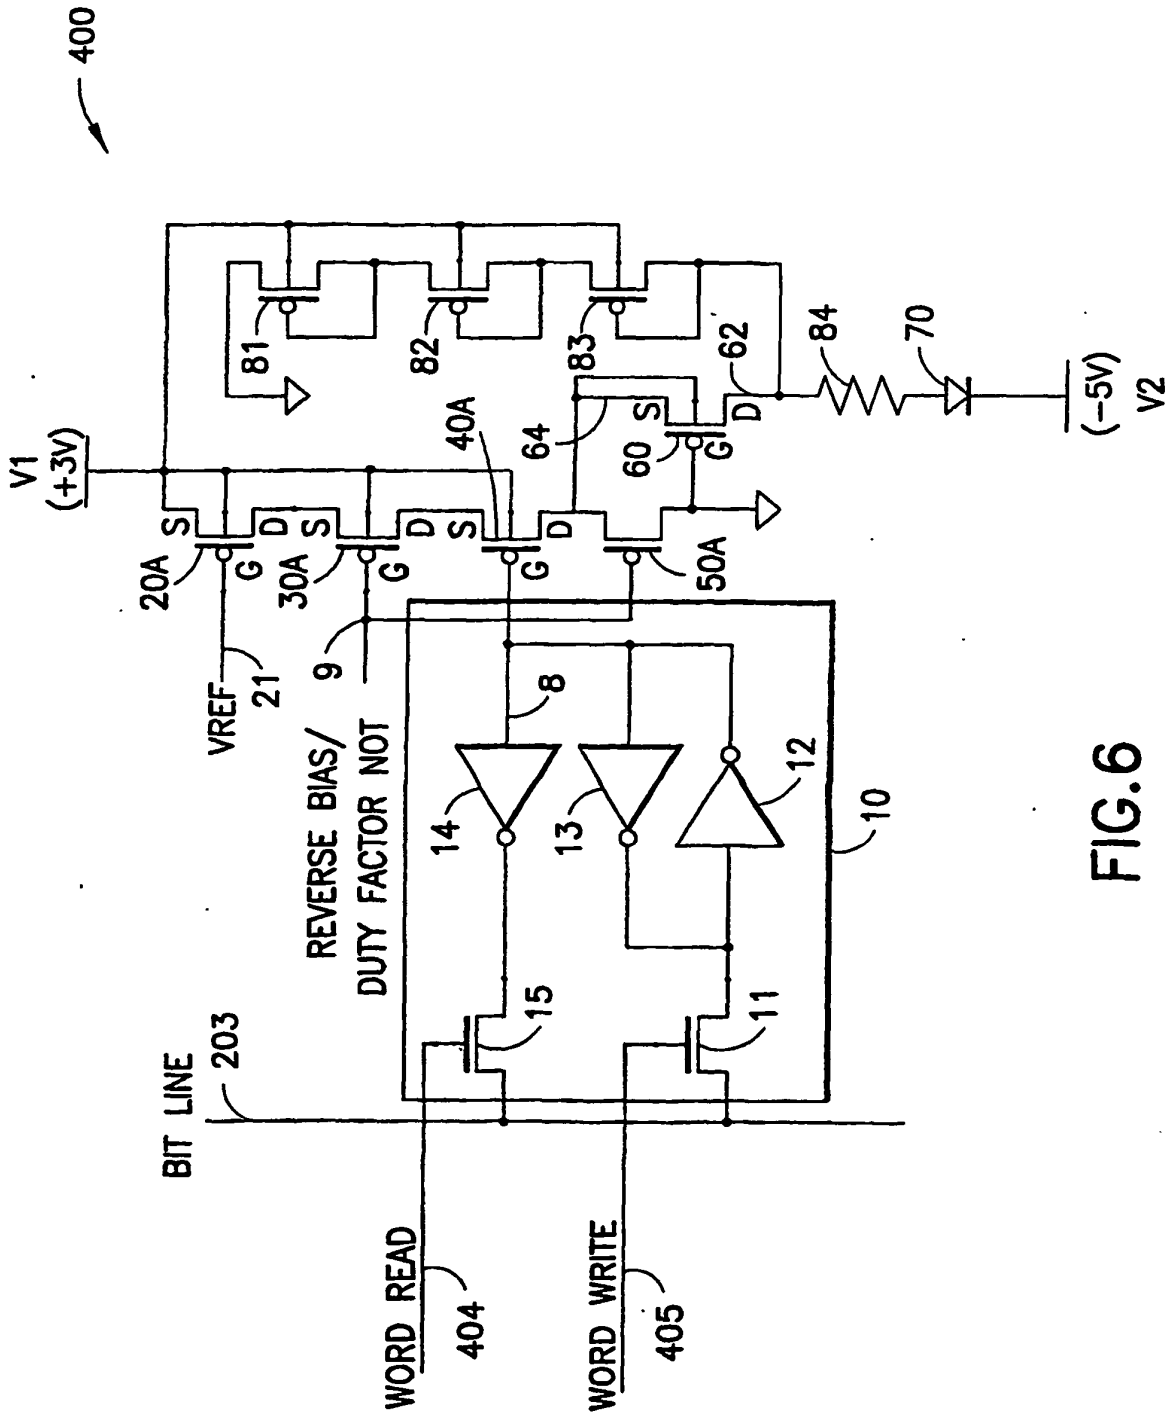 400
V1
(+3V)
20A
S
D
G
VREF
21
30A
S
D
G
9
REVERSE BIAS/
DUTY FACTOR NOT
40A
S
D
G
50A
64
60
S
G
D
62
81
82
83
84
70
(−5V)
V2
8
14
13
12
10
15
11
BIT LINE
203
WORD READ
404
WORD WRITE
405
FIG.6